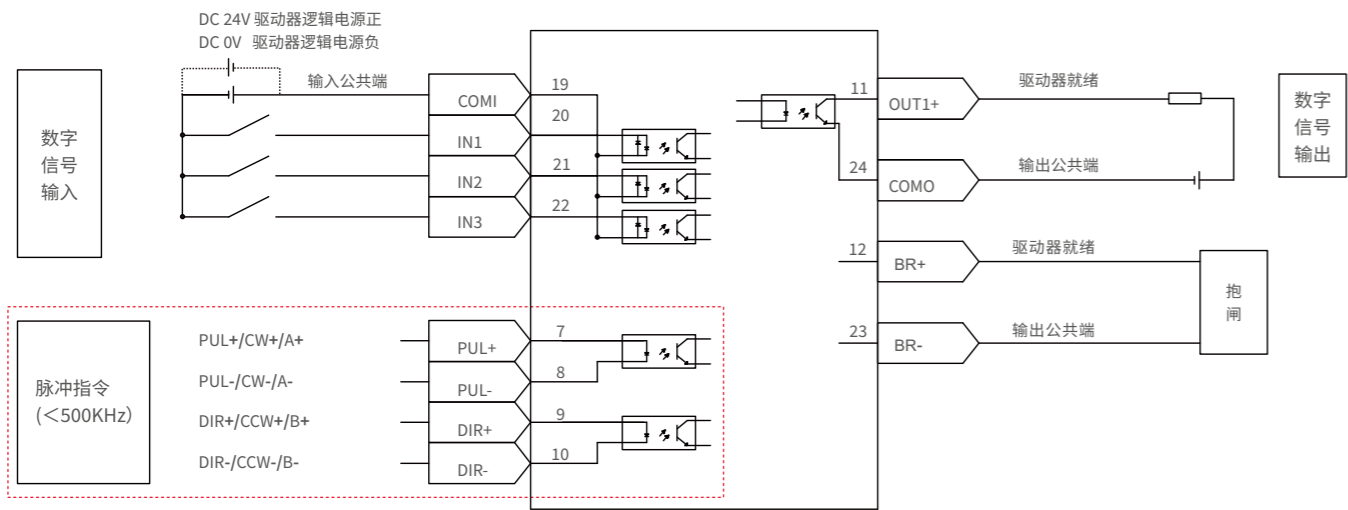 DC 24V 驱动器逻辑电源正
DC 0V 驱动器逻辑电源负
数字
信号
输入
输入公共端
COMI
19
IN1
20
IN2
21
IN3
22
11
OUT1+
驱动器就绪
24
COMO
输出公共端
数字
信号
输出
12
BR+
驱动器就绪
23
BR-
输出公共端
抱
闸
脉冲指令
(＜500KHz）
PUL+/CW+/A+
PUL+
7
PUL-/CW-/A-
PUL-
8
DIR+/CCW+/B+
DIR+
9
DIR-/CCW-/B-
DIR-
10